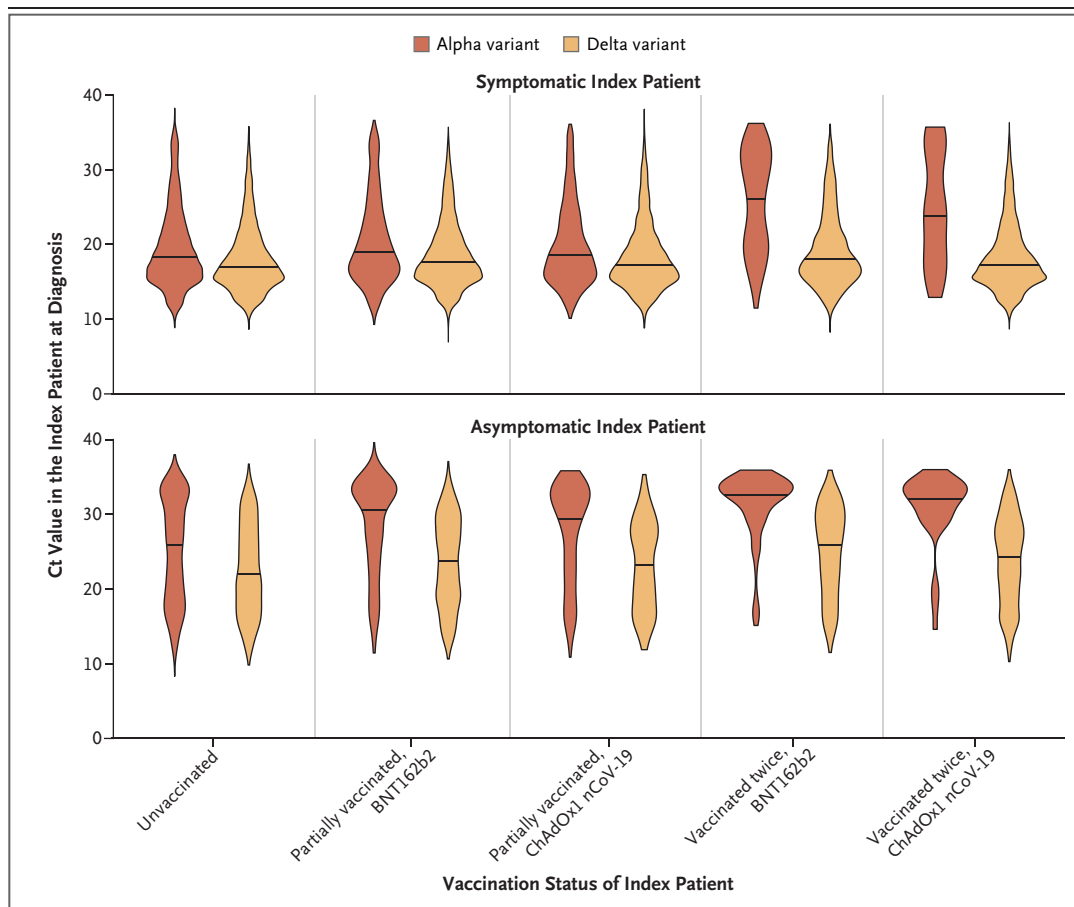 Alpha variant Delta variant
Symptomatic Index Patient
40
30
20
10
0
Asymptomatic Index Patient
40
30
20
10
0
Ct Value in the Index Patient at Diagnosis
Unvaccinated
Partially vaccinated,
BNT162b2
Partially vaccinated,
ChAdOx1 nCoV-19
Vaccinated twice,
BNT162b2
Vaccinated twice,
ChAdOx1 nCoV-19
Vaccination Status of Index Patient